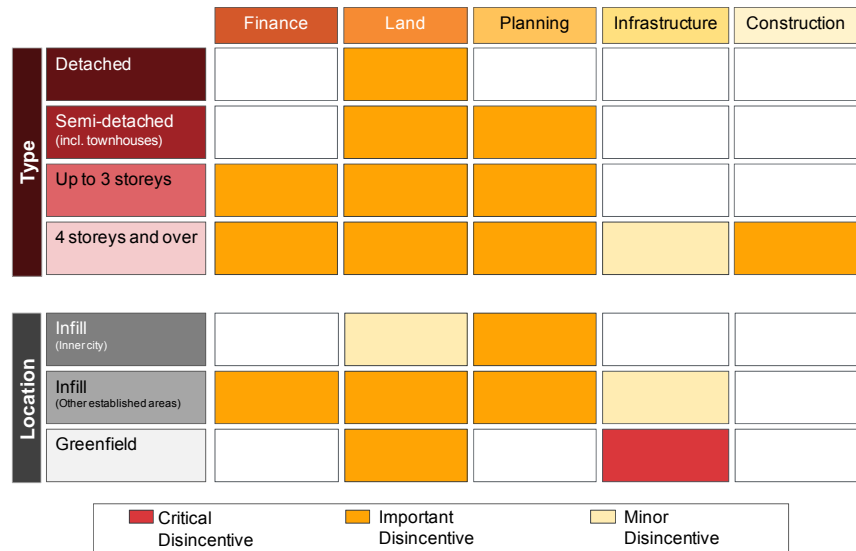 Finance Land Planning Infrastructure Construction
Type
Detached
Semi-detached
(incl. townhouses)
Up to 3 storeys
4 storeys and over
Location
Infill
(Inner city)
Infill
(Other established areas)
Greenfield
Critical Disincentive
Important Disincentive
Minor Disincentive